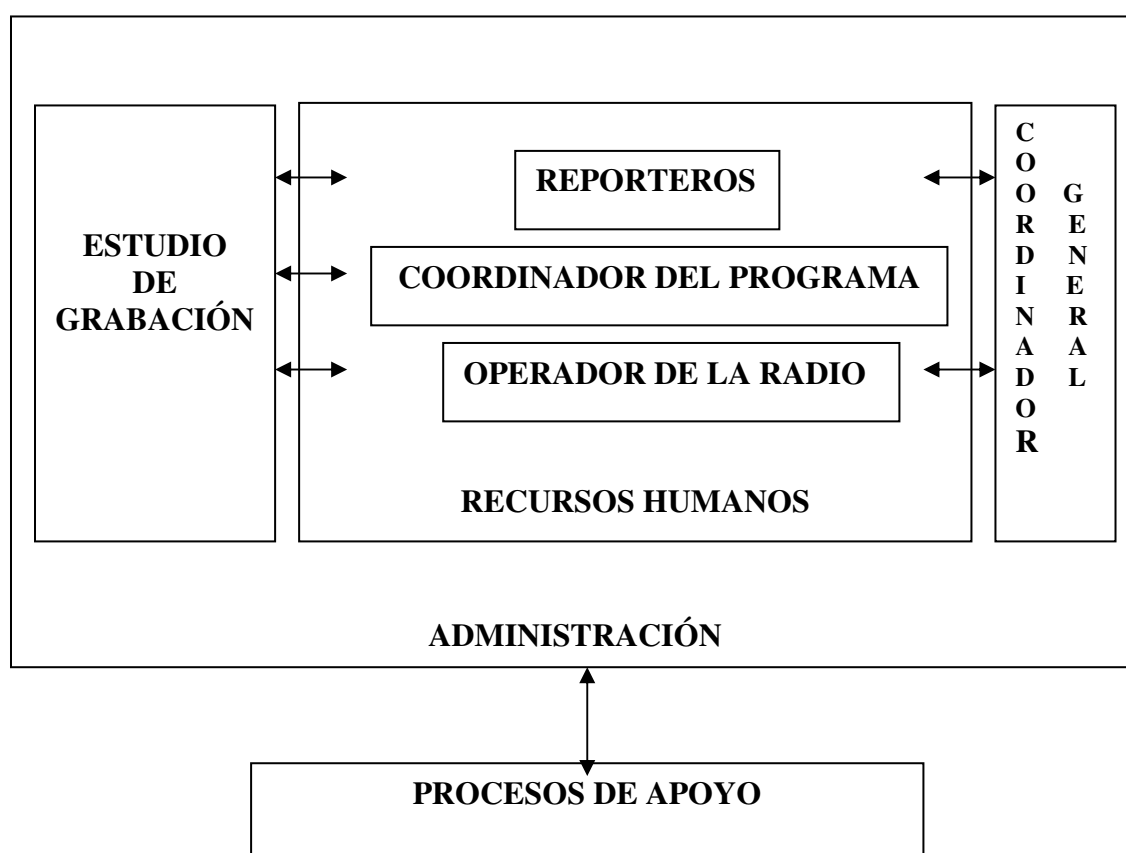 ESTUDIO
DE
GRABACIÓN
REPORTEROS
COORDINADOR DEL PROGRAMA
OPERADOR DE LA RADIO
RECURSOS HUMANOS
COORDINADOR
GENERAL
ADMINISTRACIÓN
PROCESOS DE APOYO